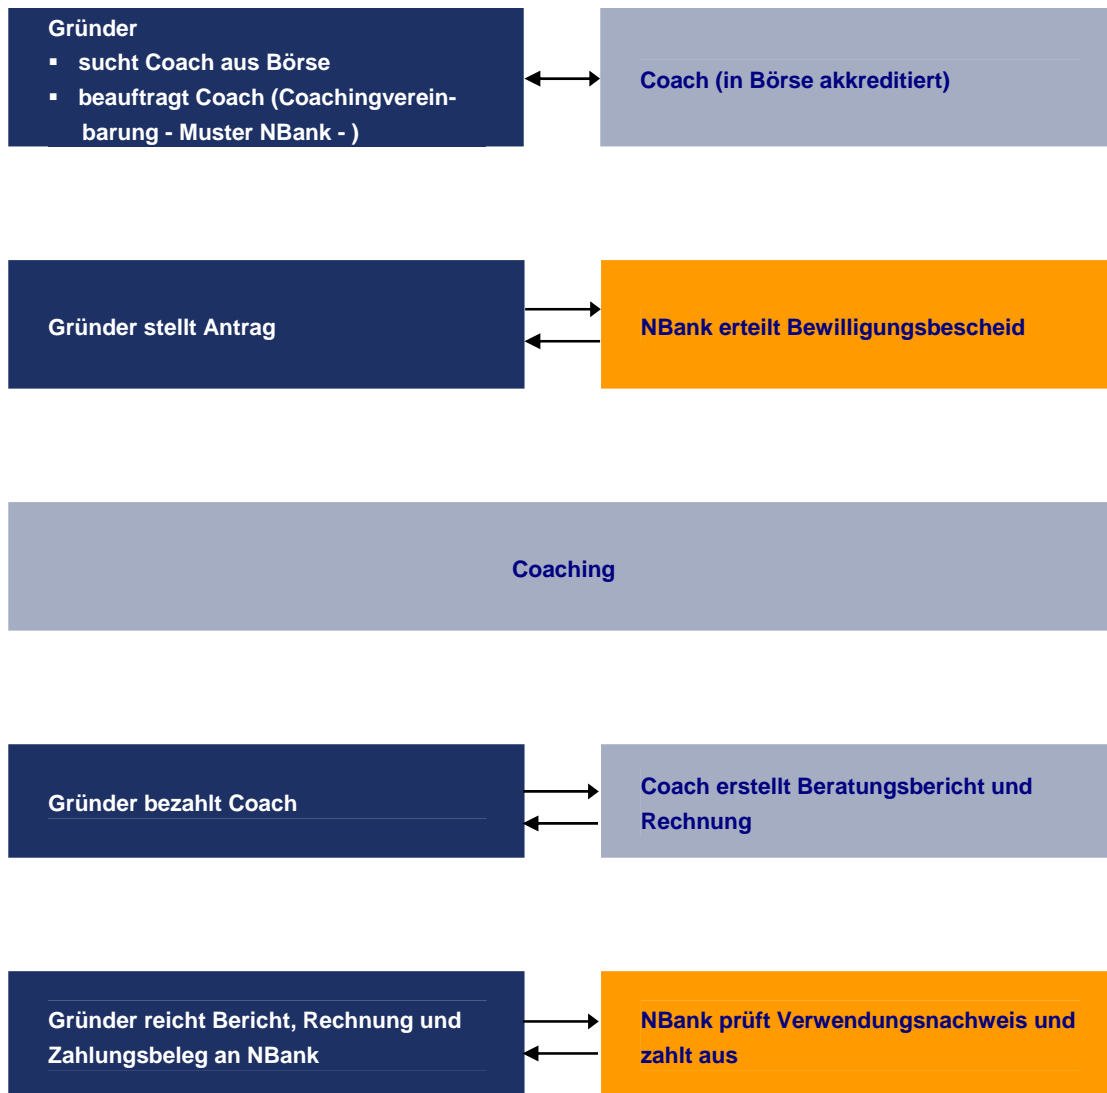 Gründer
▪ sucht Coach aus Börse
▪ beauftragt Coach (Coachingverein-
barung - Muster NBank - )
Coach (in Börse akkreditiert)
Gründer stellt Antrag
NBank erteilt Bewilligungsbescheid
Coaching
Gründer bezahlt Coach
Coach erstellt Beratungsbericht und
Rechnung
Gründer reicht Bericht, Rechnung und
Zahlungsbeleg an NBank
NBank prüft Verwendungsnachweis und
zahlt aus